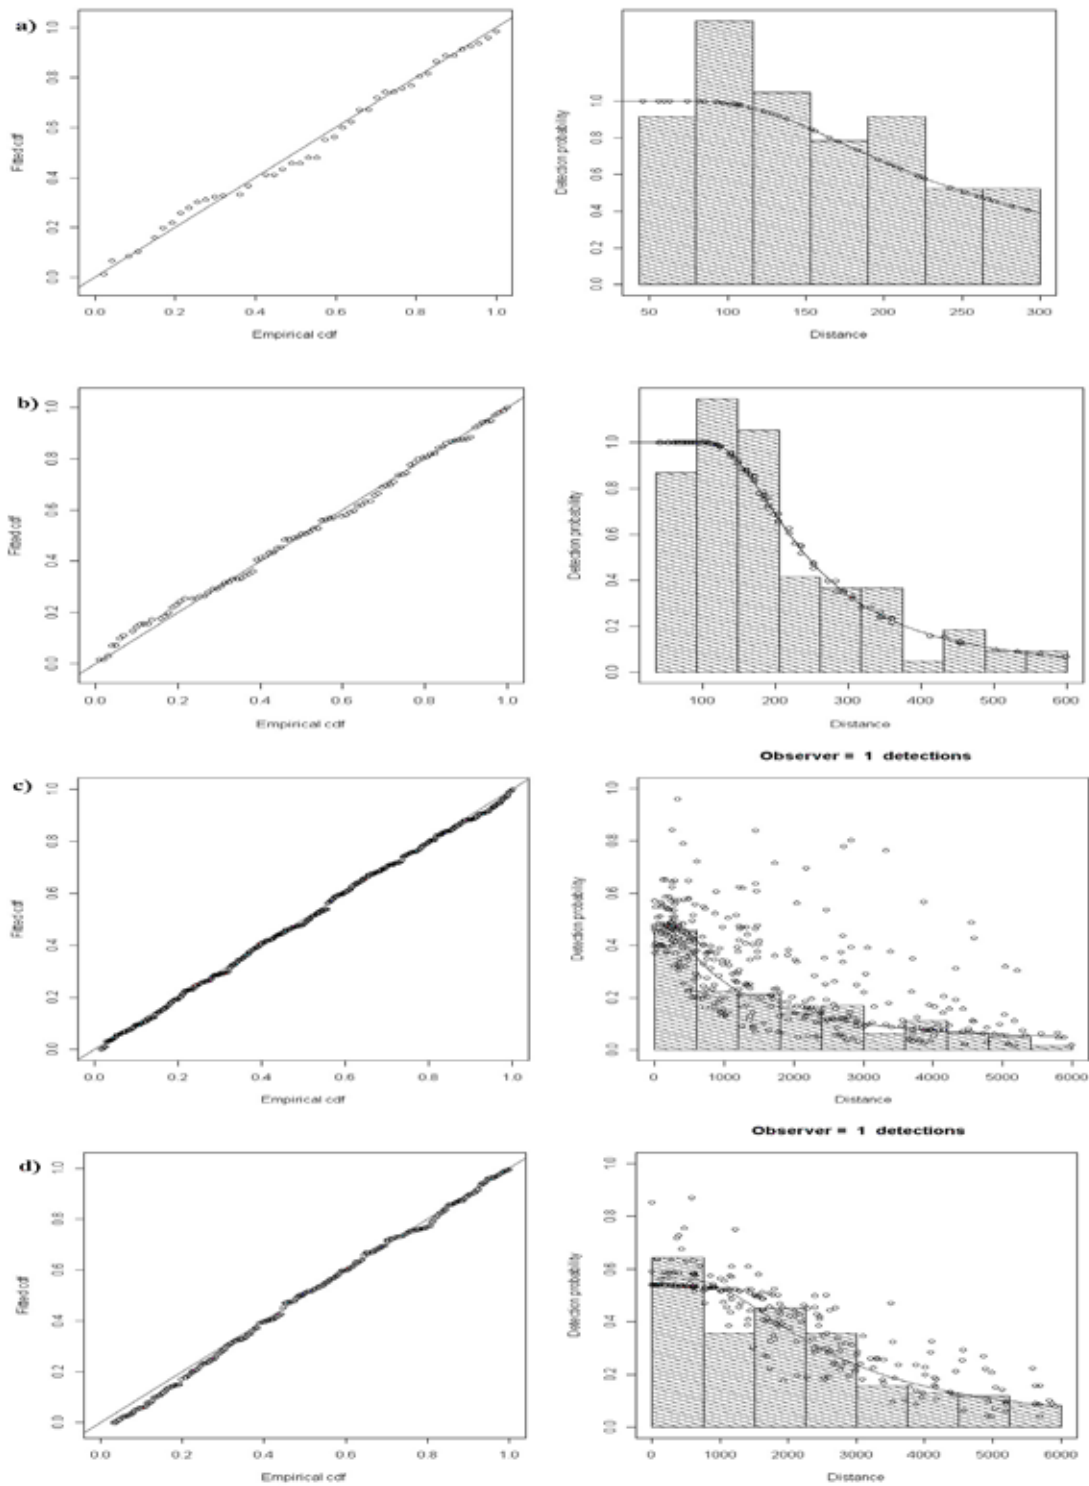 a)
Fitted cdf
0.0 0.2 0.4 0.6 0.8 1.0
0.0 0.2 0.4 0.6 0.8 1.0
Empirical cdf
Detection probability
0.0 0.2 0.4 0.6 0.8 1.0
50 100 150 200 250 300
Distance
b)
Fitted cdf
0.0 0.2 0.4 0.6 0.8 1.0
0.0 0.2 0.4 0.6 0.8 1.0
Empirical cdf
Detection probability
0.0 0.2 0.4 0.6 0.8 1.0
100 200 300 400 500 600
Distance
c)
Fitted cdf
0.0 0.2 0.4 0.6 0.8 1.0
0.0 0.2 0.4 0.6 0.8 1.0
Empirical cdf
Observer = 1 detections
Detection probability
0.0 0.2 0.4 0.6 0.8 1.0
0 1000 2000 3000 4000 5000 6000
Distance
d)
Fitted cdf
0.0 0.2 0.4 0.6 0.8 1.0
0.0 0.2 0.4 0.6 0.8 1.0
Empirical cdf
Observer = 1 detections
Detection probability
0.0 0.2 0.4 0.6 0.8 1.0
0 1000 2000 3000 4000 5000 6000
Distance